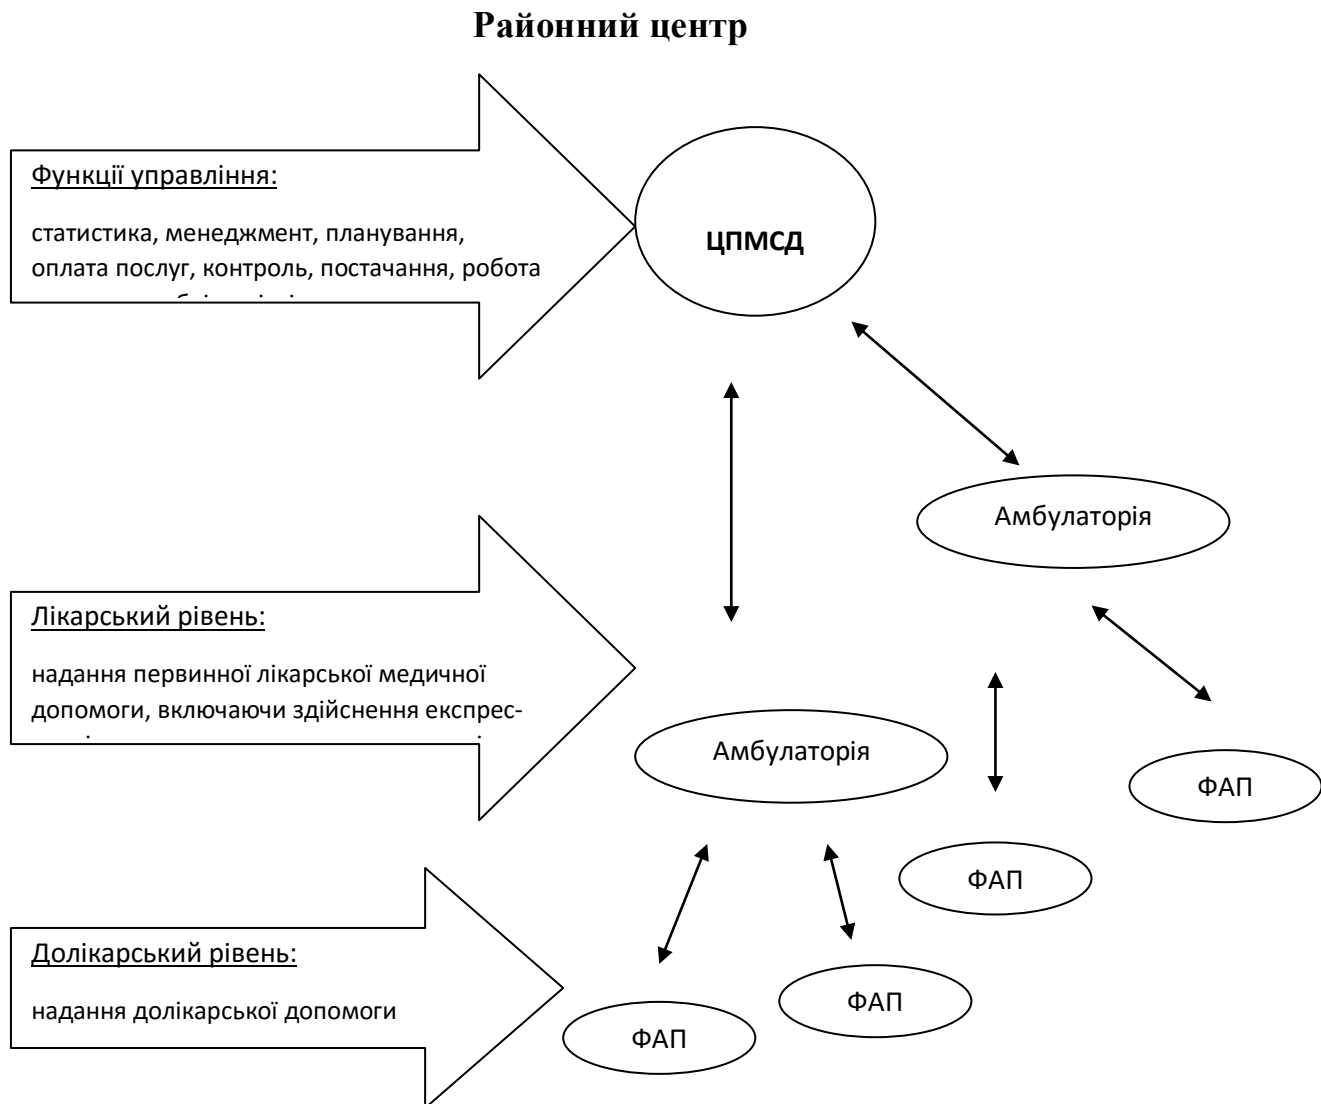 Районний центр
Функції управління:
статистика, менеджмент, планування,
оплата послуг, контроль, постачання, робота
ЦПМСД
Амбулаторія
Лікарський рівень:
надання первинної лікарської медичної
допомоги, включаючи здійснення експрес-
Амбулаторія
ФАП
ФАП
Долікарський рівень:
надання долікарської допомоги
ФАП
ФАП